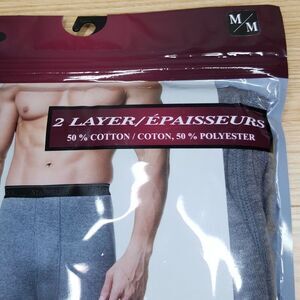 M/M
2 LAYER/ÉPAISSEURS
50 % COTTON / COTON, 50 % POLYESTER